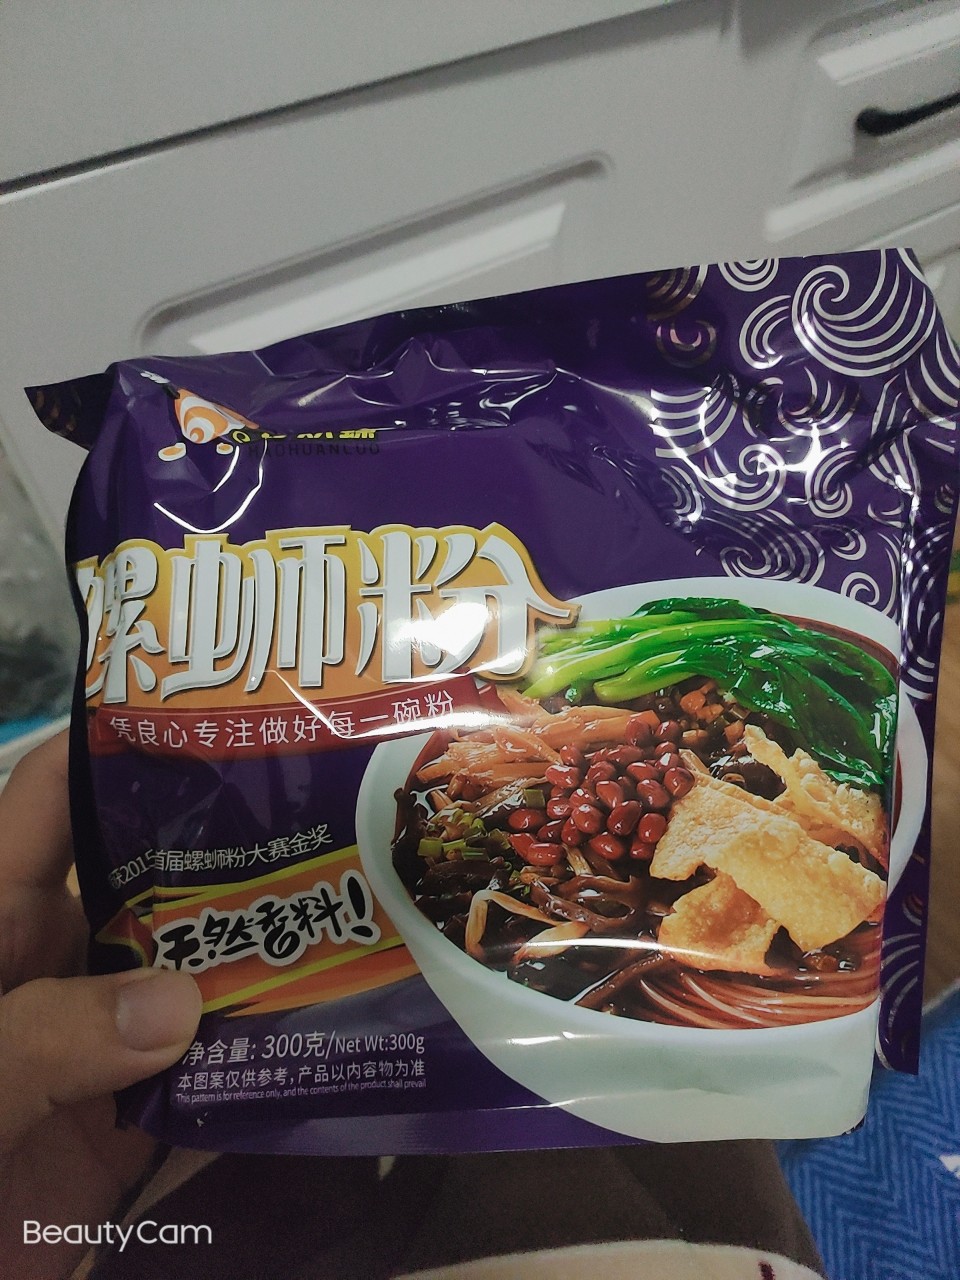 HAOHUANLUO
螺蛳粉
凭良心专注做好每一碗粉
2015首届螺蛳粉大赛金奖
天然香料!
净含量: 300克/Net Wt:300g
本图案仅供参考,产品以内容物为准
This pattern is for reference only, and the contents of the product shall prevail
BeautyCam